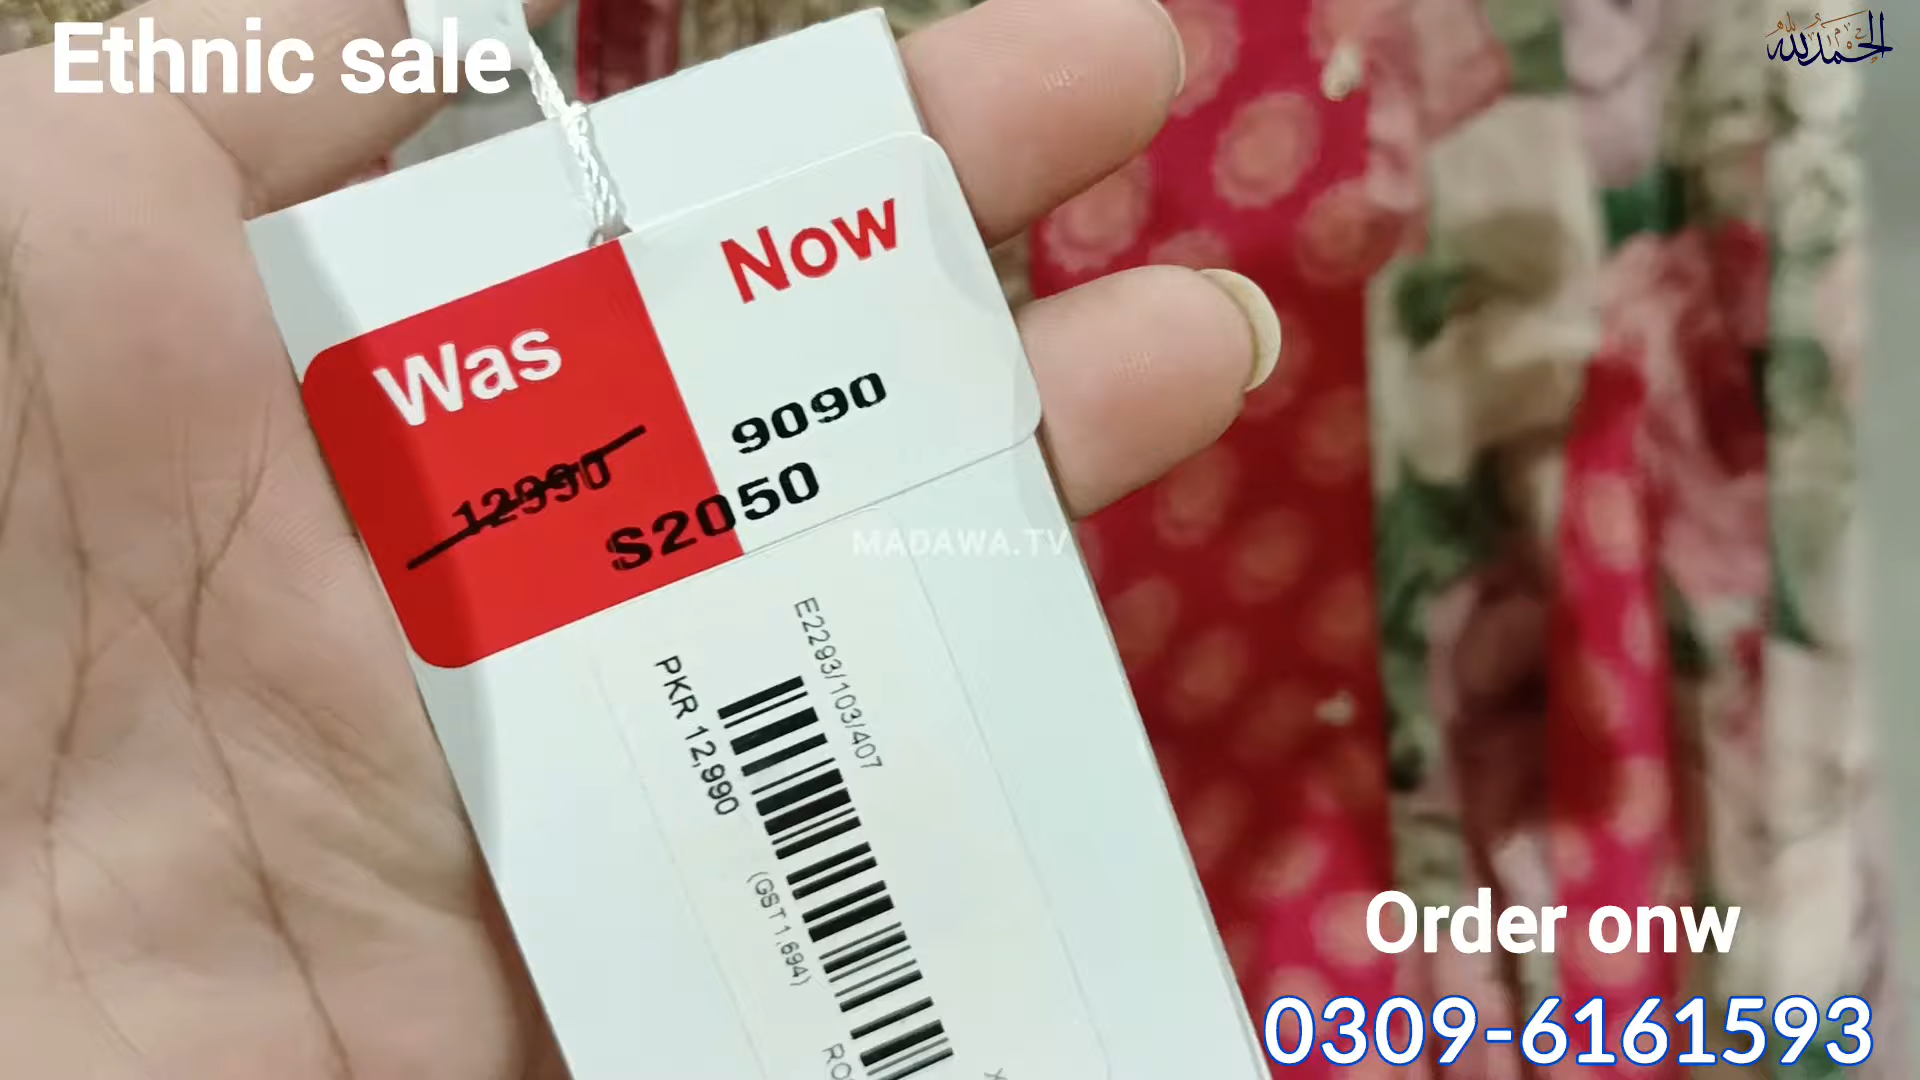 Ethnic sale
الحمدلله
Was
Now
12990
9090
S2050
MADAWA.TV
E2293/103/407
PKR 12,990
(GST 1,694)
Order onw
0309-6161593